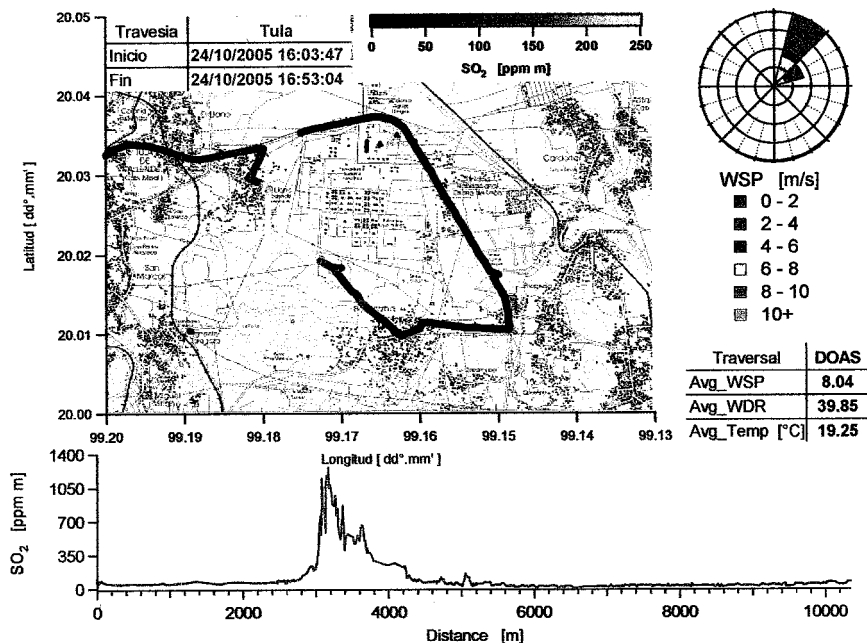 Travesia Tula
Inicio 24/10/2005 16:03:47
Fin 24/10/2005 16:53:04
0 50 100 150 200 250
SO2 [ppm m]
Latitud [ dd°.mm' ]
20.05
20.04
20.03
20.02
20.01
20.00
99.20 99.19 99.18 99.17 99.16 99.15 99.14 99.13
Longitud [ dd°.mm' ]
WSP [m/s]
0 - 2
2 - 4
4 - 6
6 - 8
8 - 10
10+
Traversal DOAS
Avg_WSP 8.04
Avg_WDR 39.85
Avg_Temp [°C] 19.25
SO2 [ppm m]
1400
1050
700
350
0
0 2000 4000 6000 8000 10000
Distance [m]